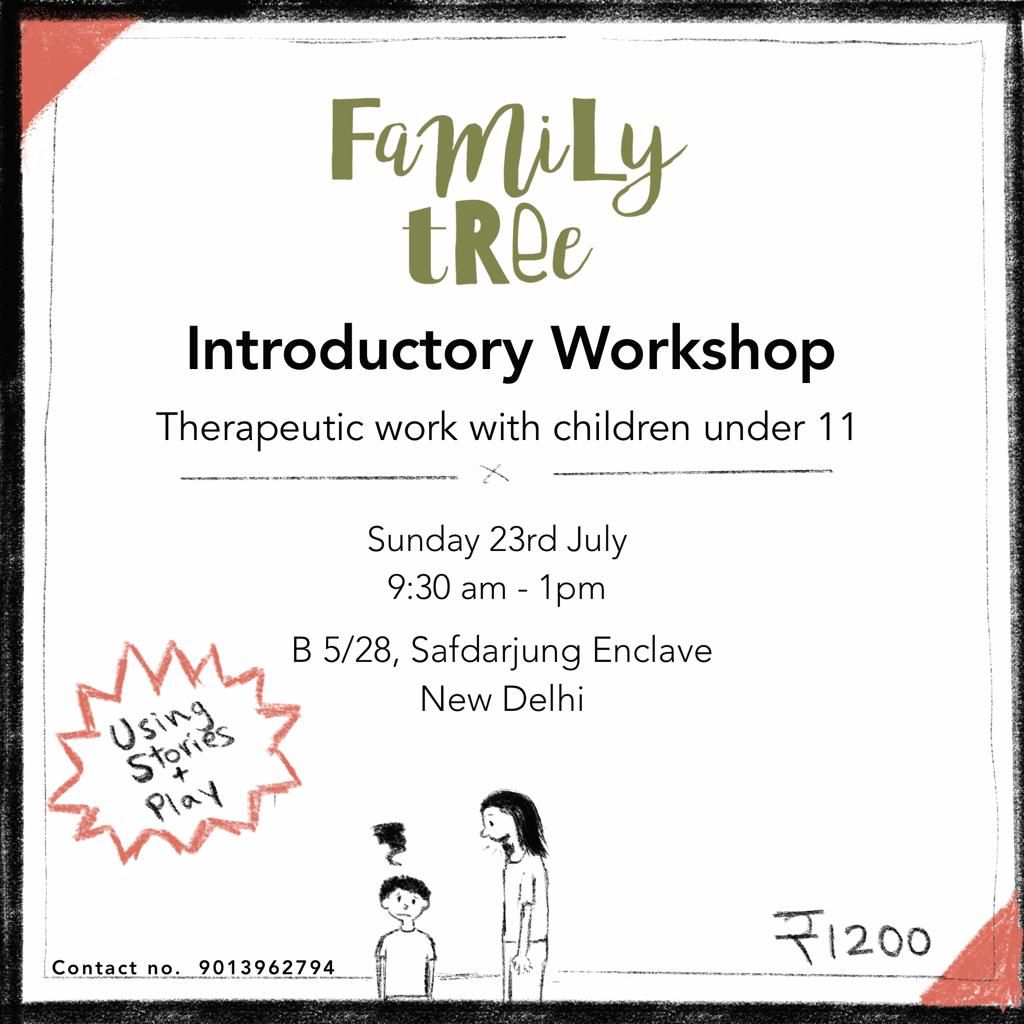 FaMiLy
tRee
Introductory Workshop
Therapeutic work with children under 11
Sunday 23rd July
9:30 am - 1pm
B 5/28, Safdarjung Enclave
New Delhi
Using
Stories
+
Play
₹1200
Contact no. 9013962794